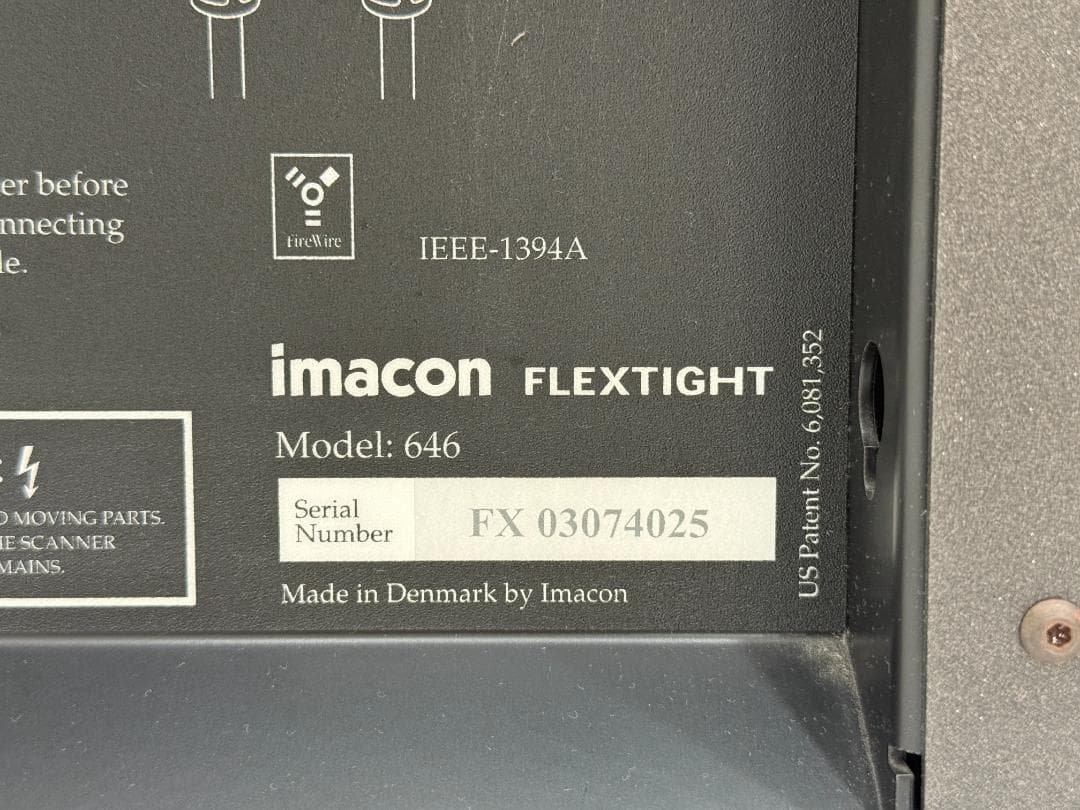 er before
nnecting
le.
FireWire
IEEE-1394A
imacon FLEXTIGHT
Model: 646
Serial
Number
FX 03074025
Made in Denmark by Imacon
US Patent No. 6,081,352
MOVING PARTS.
SCANNER
MAINS.